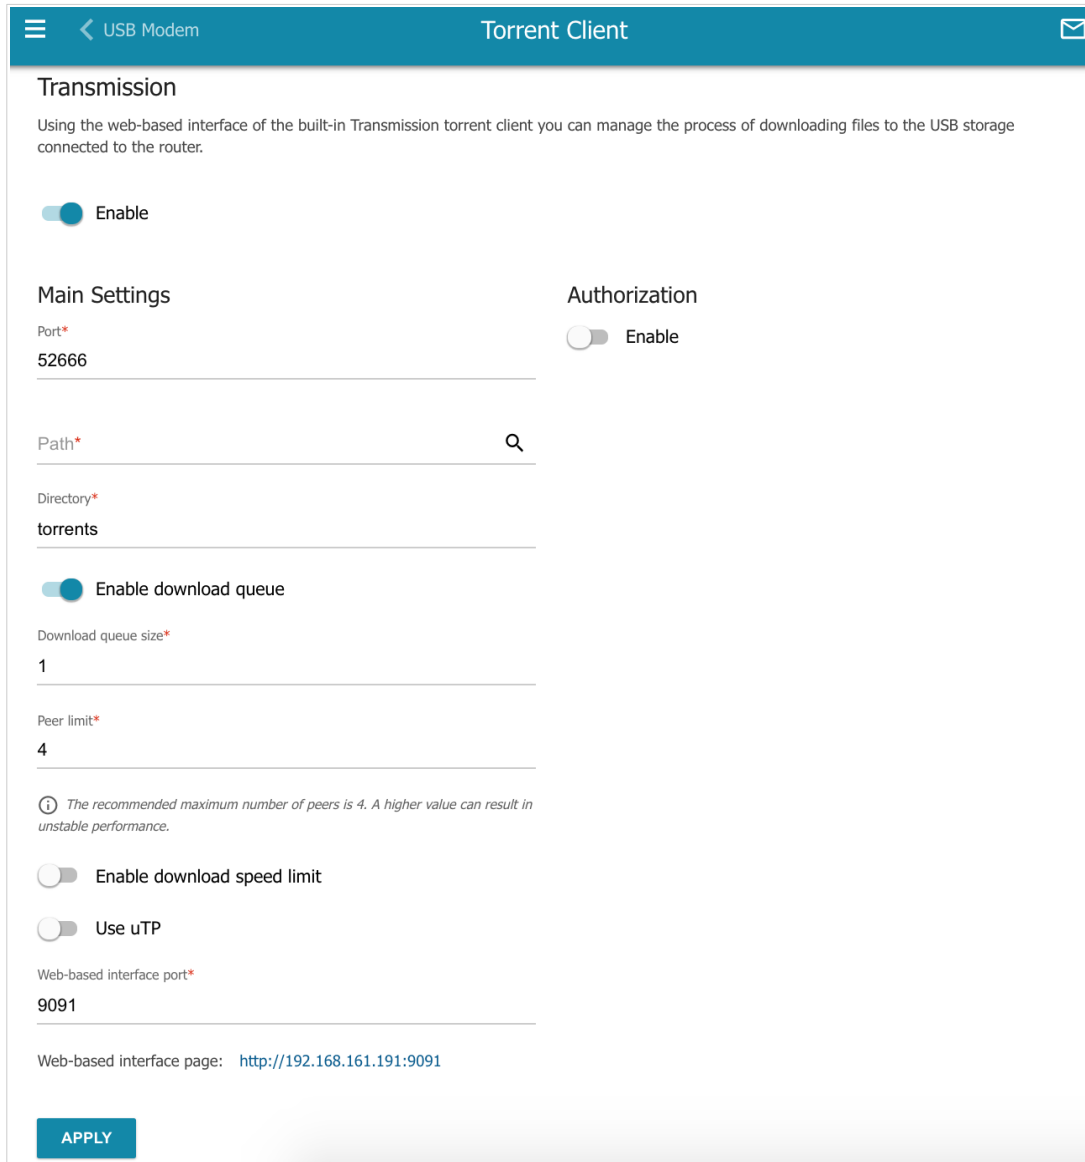 USB Modem
Torrent Client
Transmission
Using the web-based interface of the built-in Transmission torrent client you can manage the process of downloading files to the USB storage
connected to the router.
Enable
Main Settings
Authorization
Port*
Enable
52666
Path*
Directory*
torrents
Enable download queue
Download queue size*
1
Peer limit*
4
The recommended maximum number of peers is 4. A higher value can result in
unstable performance.
Enable download speed limit
Use uTP
Web-based interface port*
9091
Web-based interface page: http://192.168.161.191:9091
APPLY